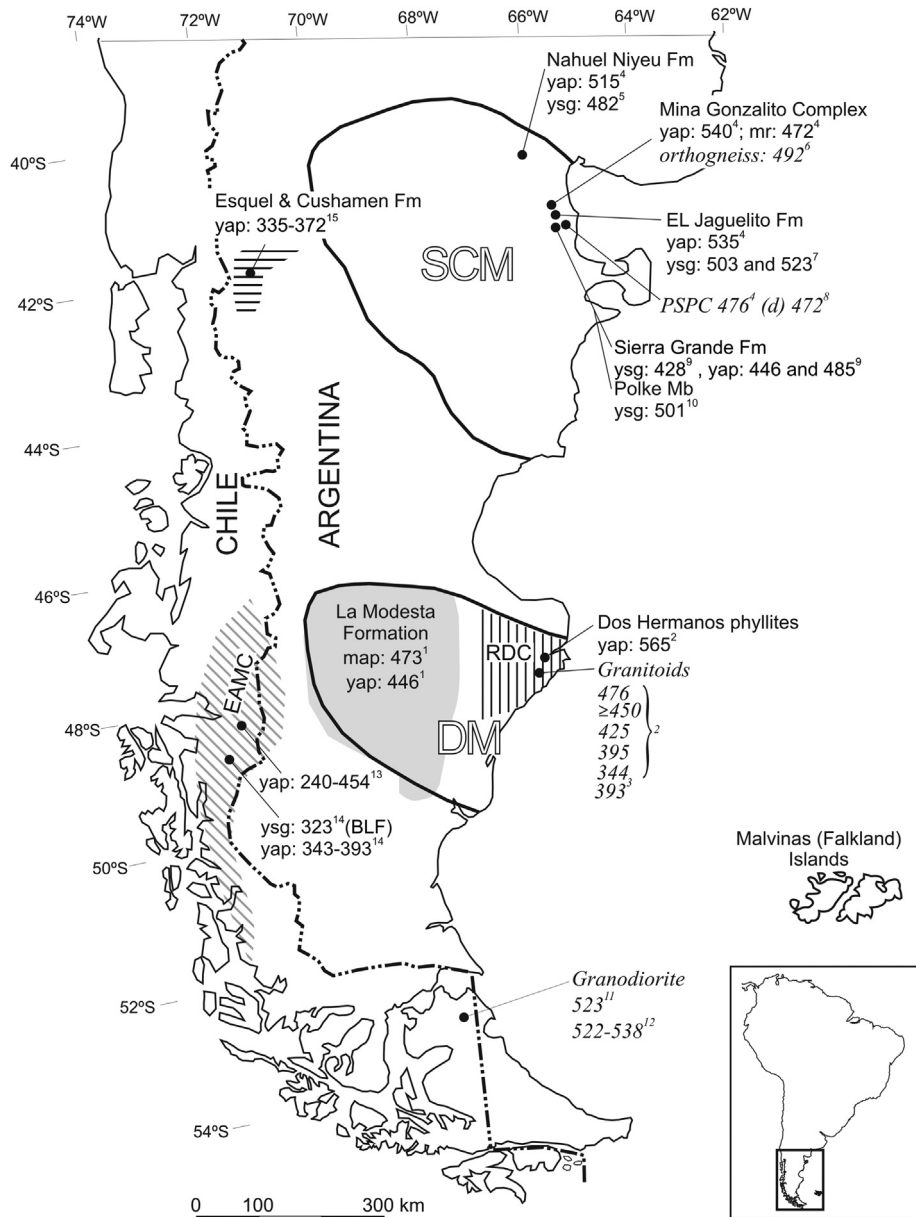 74ºW
72ºW
70ºW
68ºW
66ºW
64ºW
62ºW
Nahuel Niyeu Fm
yap: 515⁴
ysg: 482⁵
Mina Gonzalito Complex
yap: 540⁴; mr: 472⁴
orthogneiss: 492⁶
40ºS
Esquel & Cushamen Fm
yap: 335-372¹⁵
EL Jaguelito Fm
yap: 535⁴
ysg: 503 and 523⁷
SCM
42ºS
PSPC 476⁴ (d) 472⁸
Sierra Grande Fm
ysg: 428⁹ , yap: 446 and 485⁹
Polke Mb
ysg: 501¹⁰
44ºS
CHILE
ARGENTINA
46ºS
La Modesta
Formation
map: 473¹
yap: 446¹
RDC
Dos Hermanos phyllites
yap: 565²
Granitoids
476
≥450
425
395
344
2
393³
EAMC
48ºS
DM
yap: 240-454¹³
ysg: 323¹⁴(BLF)
yap: 343-393¹⁴
50ºS
Malvinas (Falkland)
Islands
52ºS
Granodiorite
523¹¹
522-538¹²
54ºS
0 100 300 km